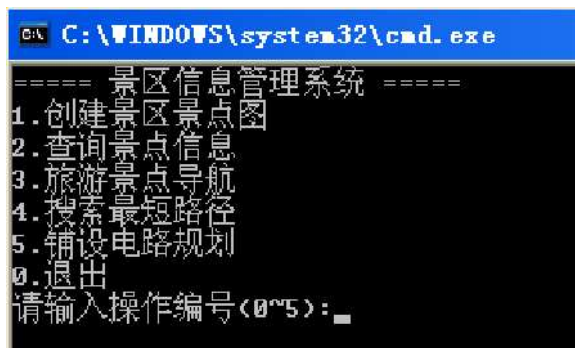 C:\WINDOWS\system32\cmd.exe
===== 景区信息管理系统 =====
1.创建景区景点图
2.查询景点信息
3.旅游景点导航
4.搜索最短路径
5.铺设电路规划
0.退出
请输入操作编号(0~5):